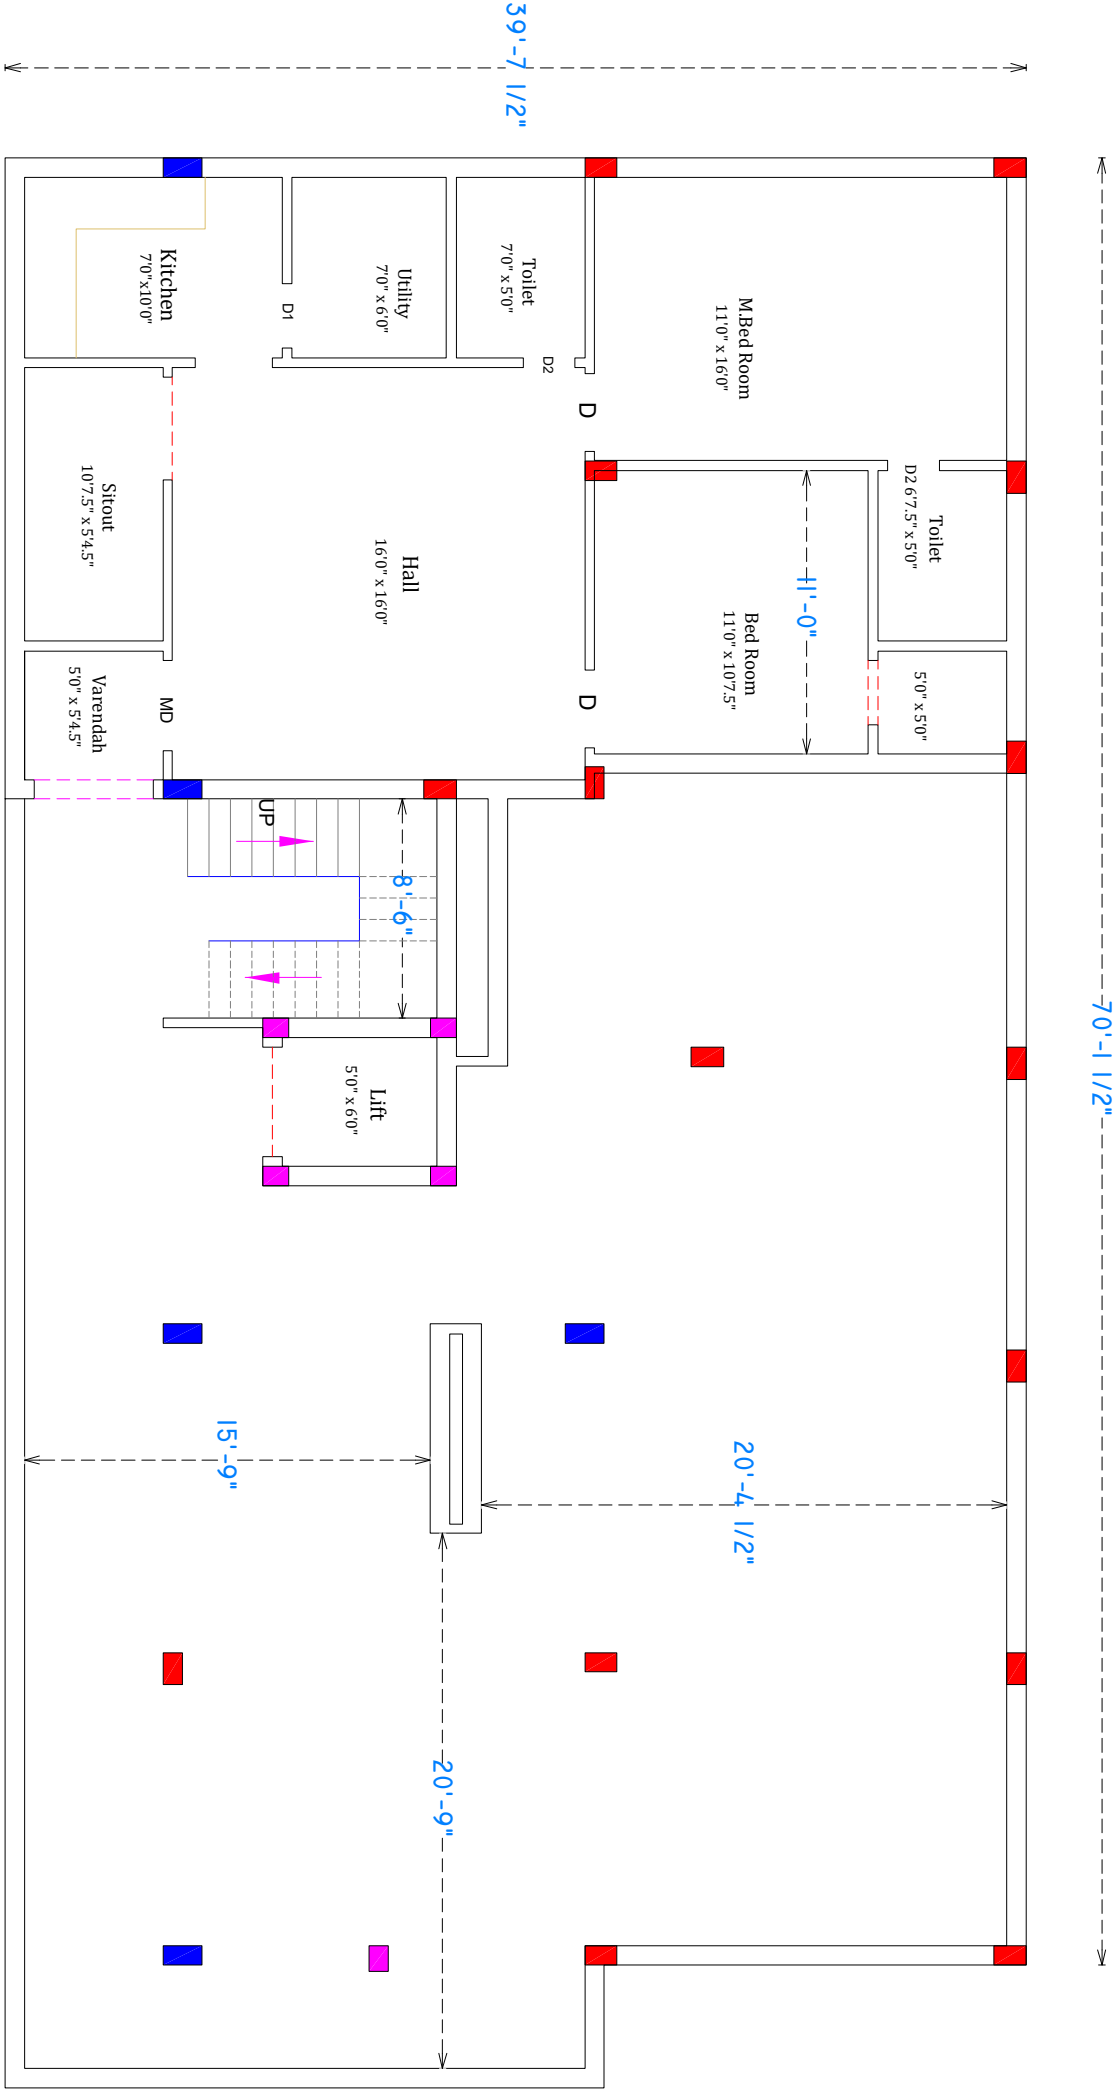 39'-7 1/2"
70'-1 1/2"
Kitchen
7'0"x10'0"
D1
Utility
7'0" x 6'0"
Toilet
7'0" x 5'0"
D2
M.Bed Room
11'0" x 16'0"
D
Toilet
D2 6'7.5" x 5'0"
Sitout
10'7.5" x 5'4.5"
Hall
16'0" x 16'0"
11'-0"
Bed Room
11'0" x 10'7.5"
5'0" x 5'0"
Varendah
5'0" x 5'4.5"
MD
D
UP
8'-6"
Lift
5'0" x 6'0"
15'-9"
20'-4 1/2"
20'-9"